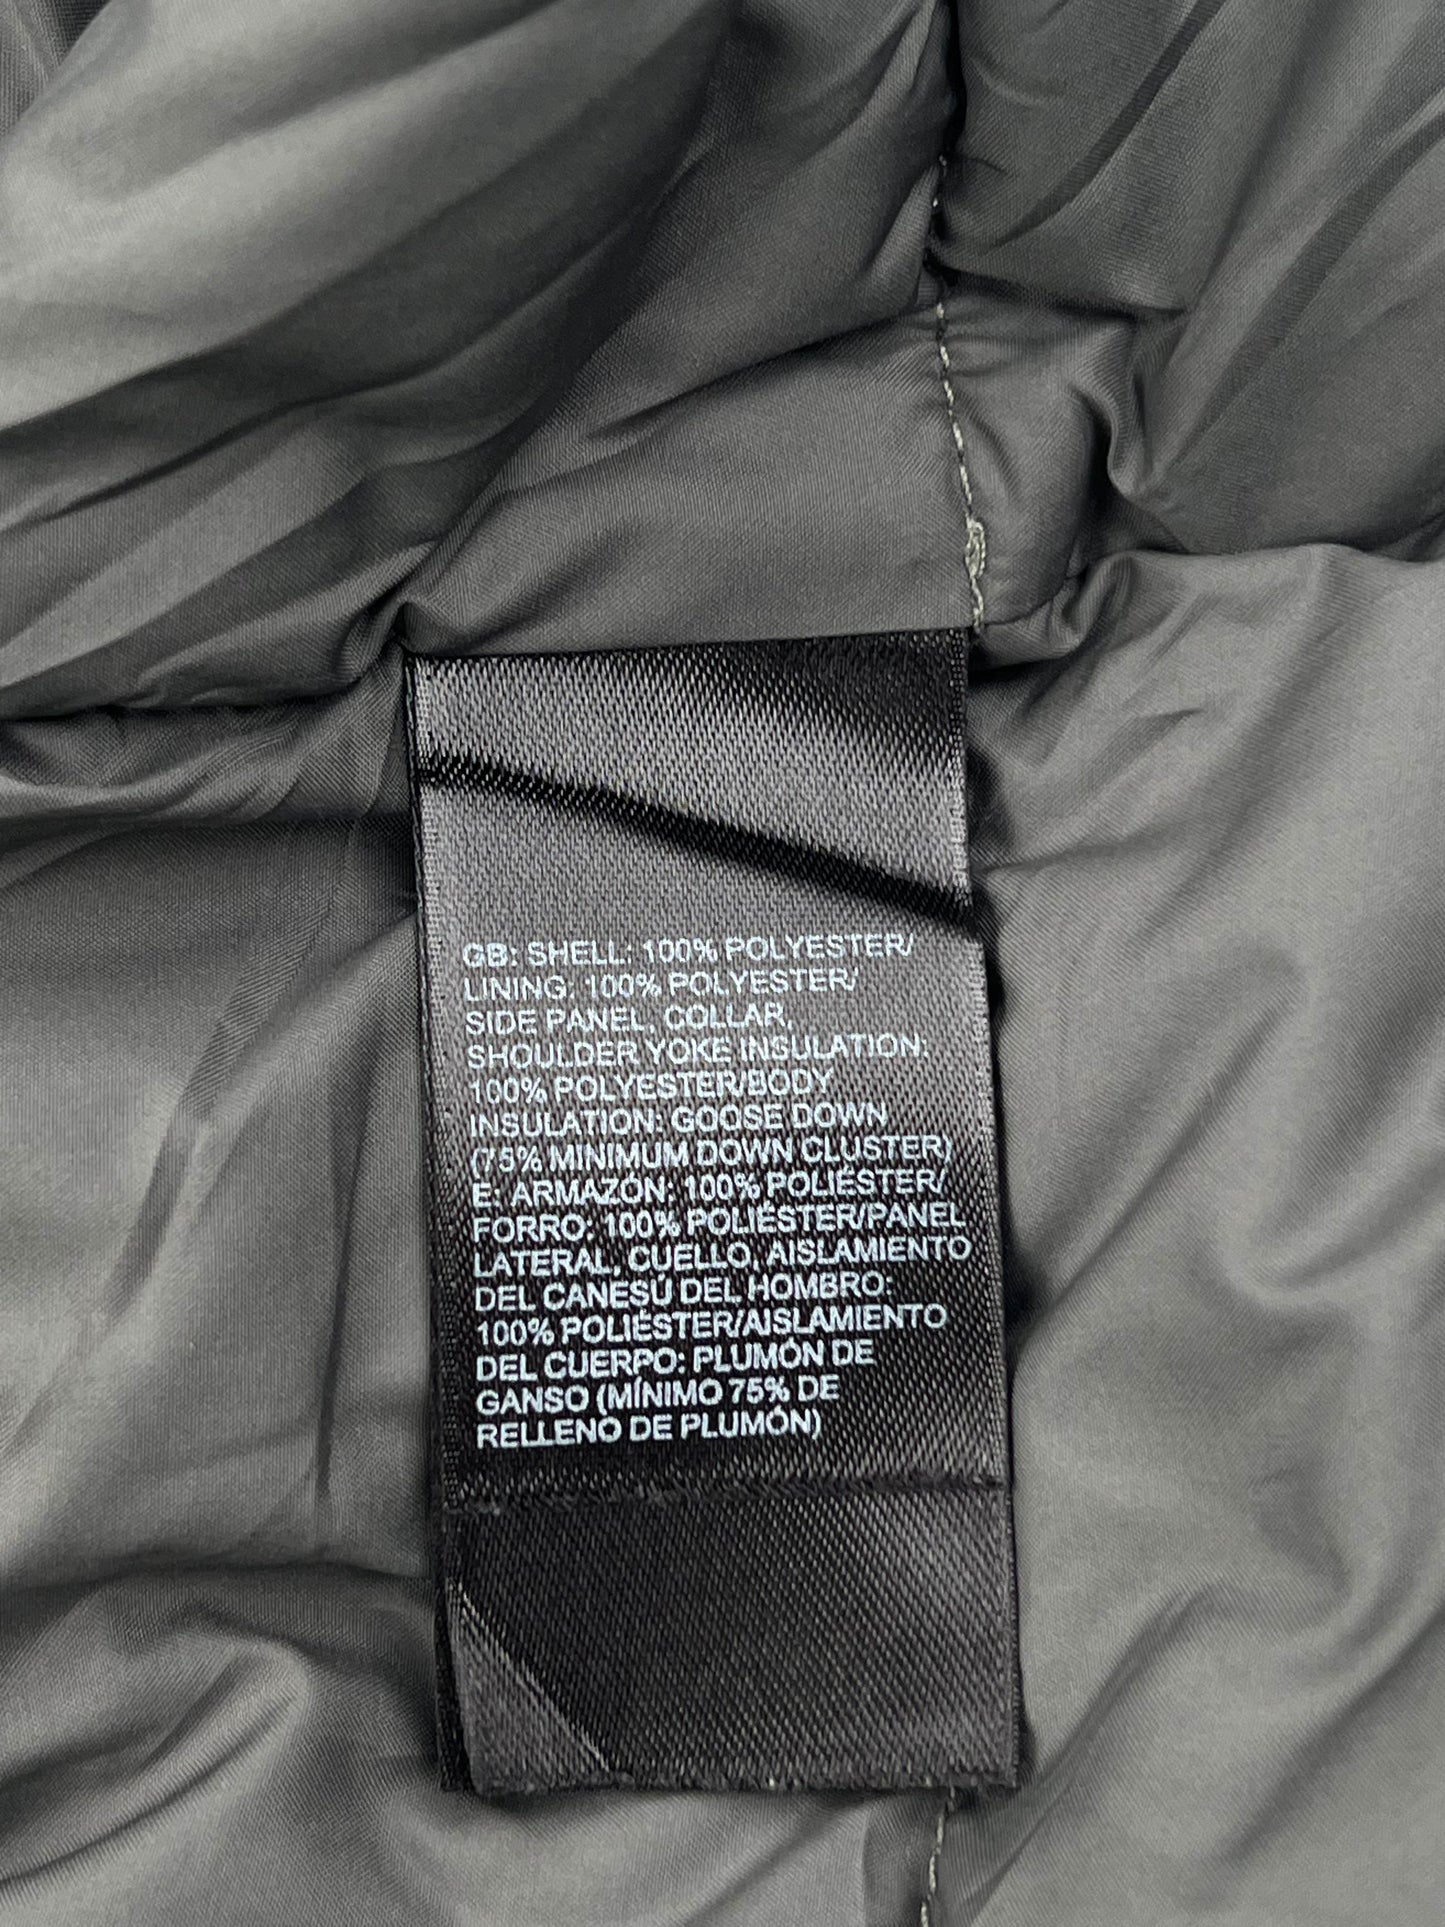 GB: SHELL: 100% POLYESTER/
LINING: 100% POLYESTER/
SIDE PANEL, COLLAR,
SHOULDER YOKE INSULATION:
100% POLYESTER/BODY
INSULATION: GOOSE DOWN
(75% MINIMUM DOWN CLUSTER)
E: ARMAZÓN: 100% POLIÉSTER/
FORRO: 100% POLIÉSTER/PANEL
LATERAL, CUELLO, AISLAMIENTO
DEL CANESÚ DEL HOMBRO:
100% POLIÉSTER/AISLAMIENTO
DEL CUERPO: PLUMÓN DE
GANSO (MÍNIMO 75% DE
RELLENO DE PLUMÓN)